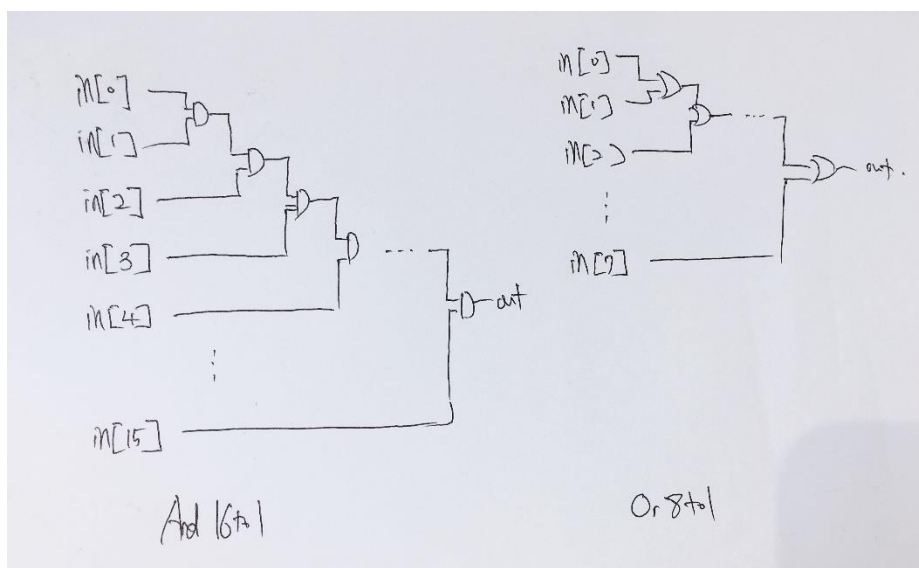 in[0]
in[1]
in[2]
in[3]
in[4]
in[15]
out
And 16to1
in[0]
in[1]
in[2]
in[7]
out.
Or 8to1